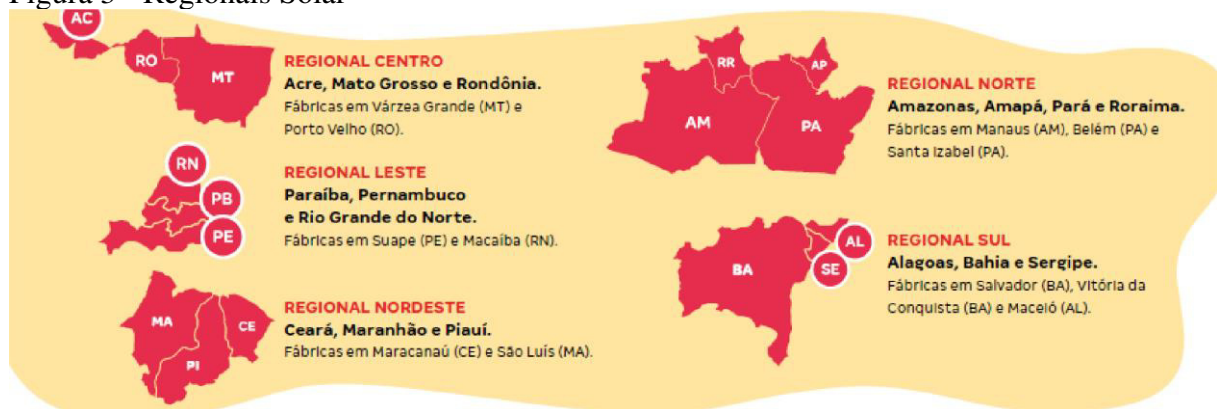 Figura 5 - Regionais Solar
AC
RO
MT
REGIONAL CENTRO
Acre, Mato Grosso e Rondônia.
Fábricas em Várzea Grande (MT) e
Porto Velho (RO).
RN
PB
PE
REGIONAL LESTE
Paraíba, Pernambuco
e Rio Grande do Norte.
Fábricas em Suape (PE) e Macaíba (RN).
MA
PI
CE
REGIONAL NORDESTE
Ceará, Maranhão e Piauí.
Fábricas em Maracanaú (CE) e São Luís (MA).
RR
AP
AM
PA
REGIONAL NORTE
Amazonas, Amapá, Pará e Roraima.
Fábricas em Manaus (AM), Belém (PA) e
Santa Izabel (PA).
BA
AL
SE
REGIONAL SUL
Alagoas, Bahia e Sergipe.
Fábricas em Salvador (BA), Vitória da
Conquista (BA) e Maceió (AL).